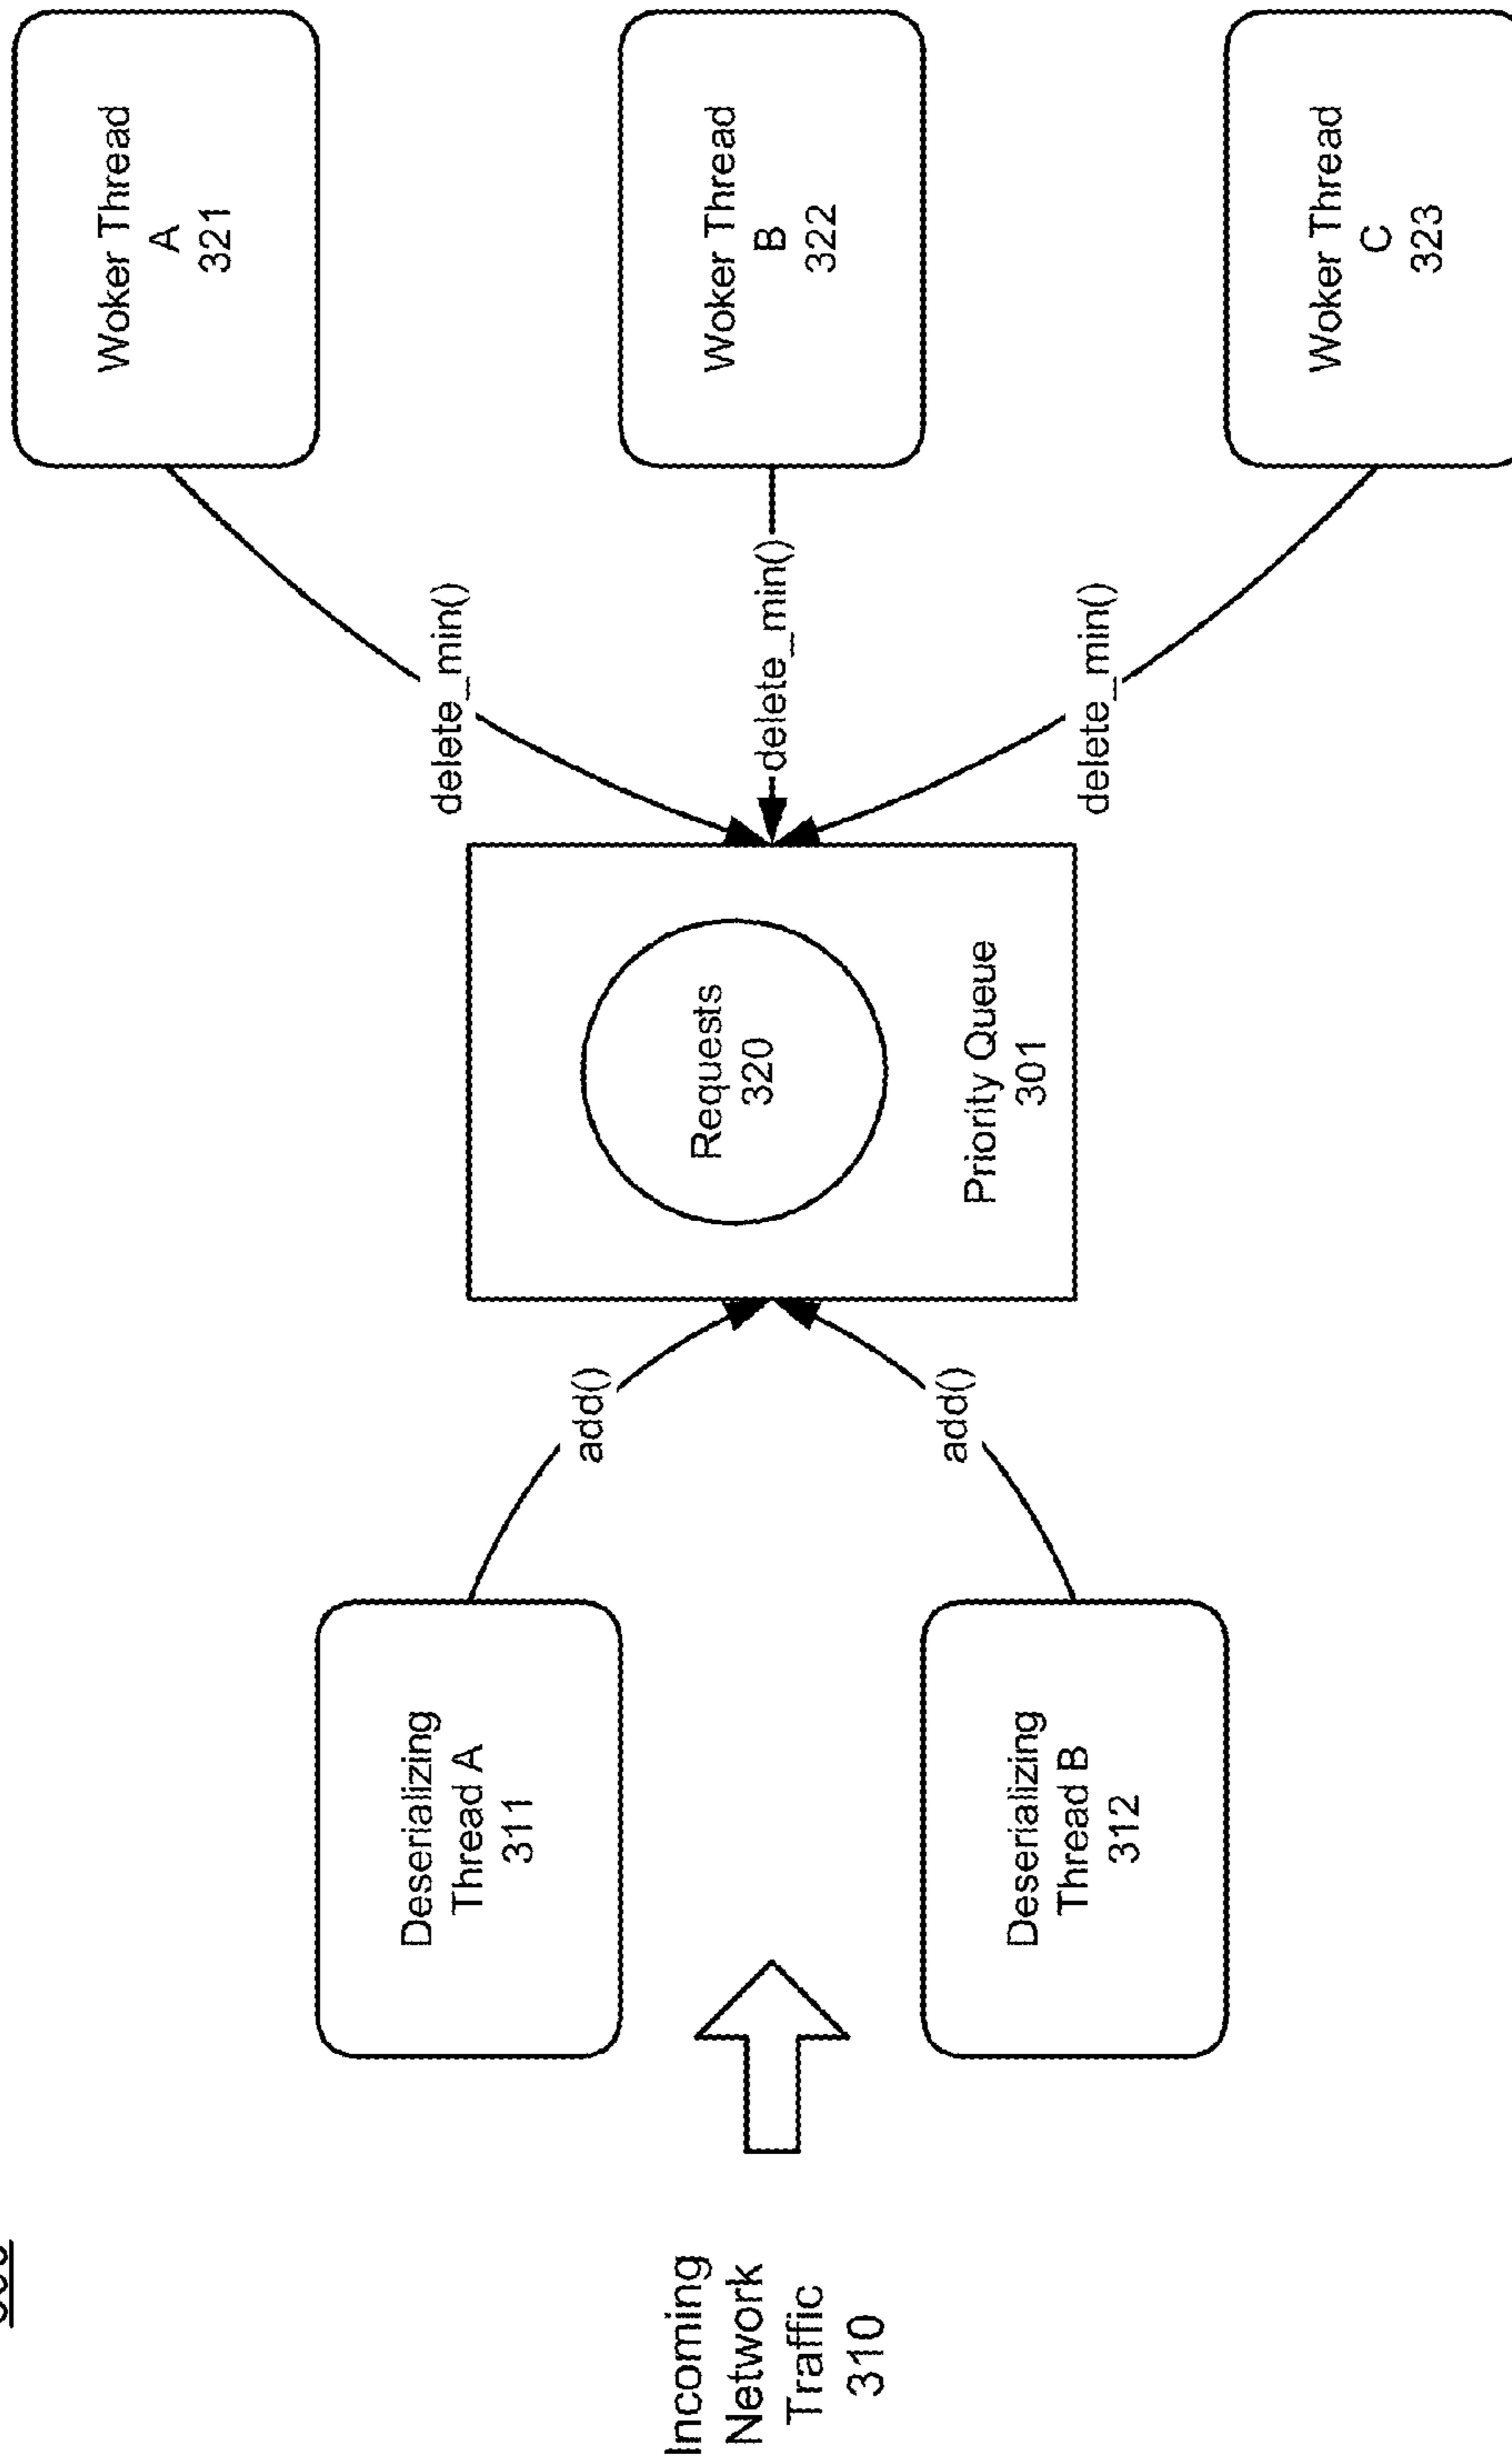 Incoming
Network
Traffic
310
Deserializing
Thread A
311
Deserializing
Thread B
312
add()
add()
Requests
320
Priority Queue
301
delete_min()
delete_min()
delete_min()
Woker Thread
A
321
Woker Thread
B
322
Woker Thread
C
323